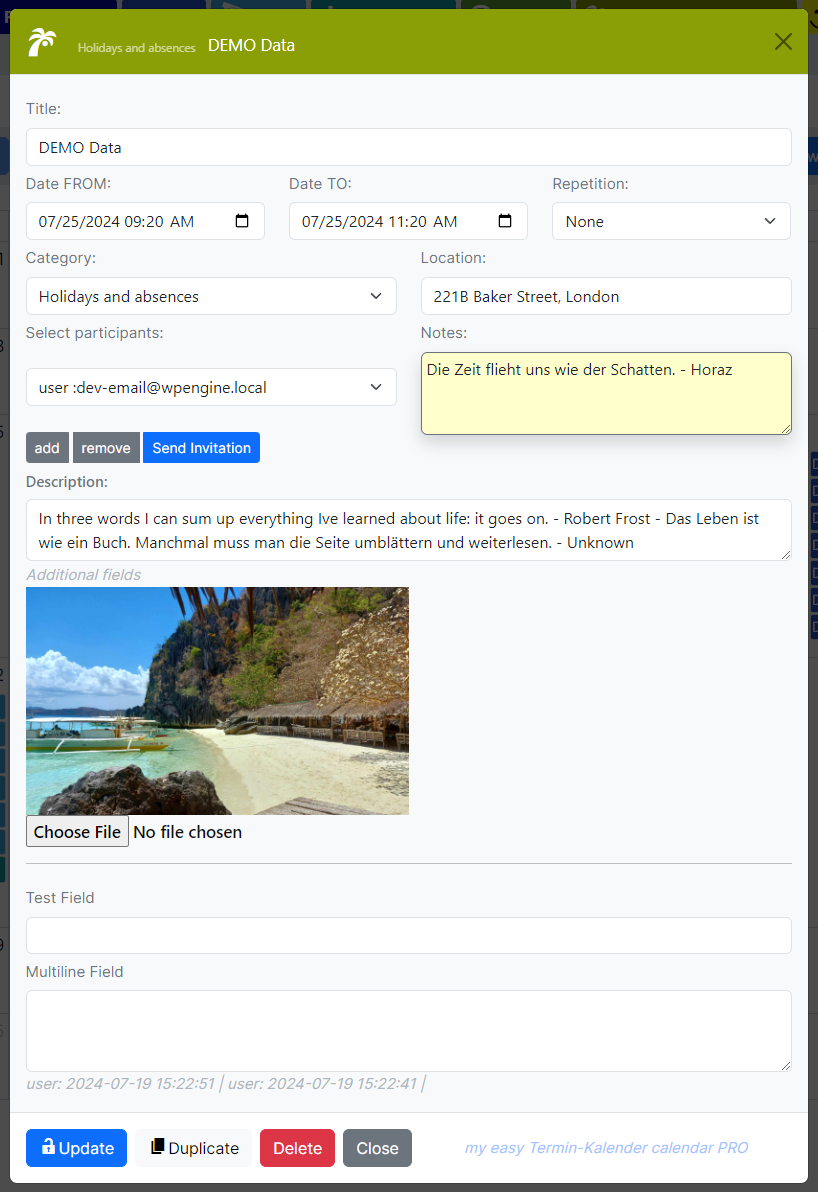 Holidays and absences DEMO Data
Title:
DEMO Data
Date FROM: Date TO: Repetition:
07/25/2024 09:20 AM 07/25/2024 11:20 AM None
Category: Location:
Holidays and absences 221B Baker Street, London
Select participants: Notes:
user :dev-email@wpengine.local
Die Zeit flieht uns wie der Schatten. - Horaz
add remove Send Invitation
Description:
In three words I can sum up everything Ive learned about life: it goes on. - Robert Frost - Das Leben ist
wie ein Buch. Manchmal muss man die Seite umblättern und weiterlesen. - Unknown
Additional fields
Choose File No file chosen
Test Field
Multiline Field
user: 2024-07-19 15:22:51 | user: 2024-07-19 15:22:41 |
Update Duplicate Delete Close my easy Termin-Kalender calendar PRO